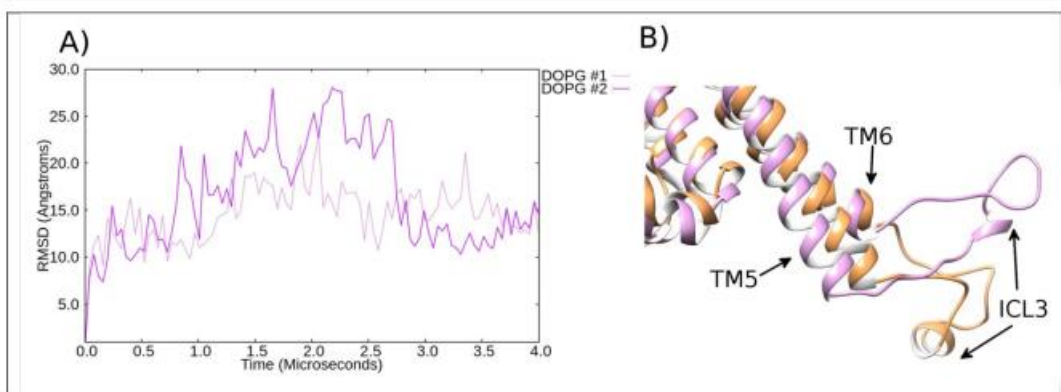 A)
30.0
25.0
20.0
15.0
10.0
5.0
RMSD (Angstroms)
0.0 0.5 1.0 1.5 2.0 2.5 3.0 3.5 4.0
Time (Microseconds)
DOPG #1
DOPG #2
B)
TM6
TM5
ICL3